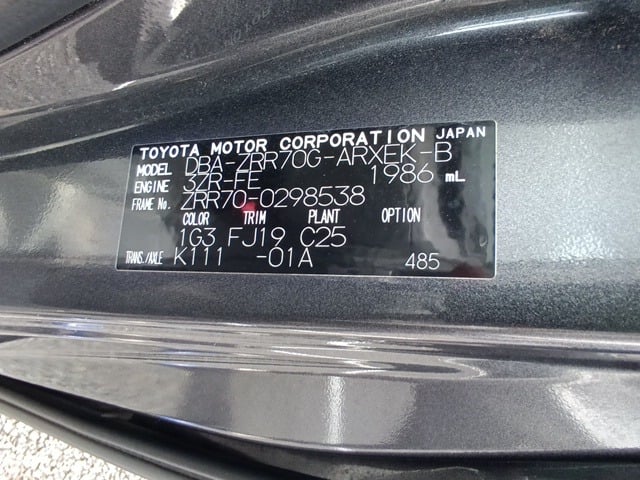 TOYOTA MOTOR CORPORATION JAPAN
MODEL DBA-ZRR70G-ARXEK-B
ENGINE 3ZR-FE 1986 mL
FRAME No. ZRR70-0298538
COLOR TRIM PLANT OPTION
1G3 FJ19 C25
TRANS./AXLE K111 -01A 485